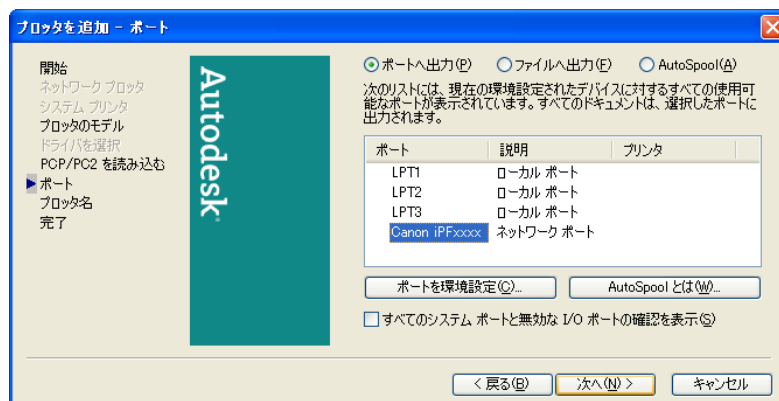 プロッタを追加 - ポート
開始
ネットワーク プロッタ
システム プリンタ
プロッタのモデル
ドライバを選択
PCP/PC2 を読み込む
ポート
プロッタ名
完了
Autodesk
ポートへ出力(P) ファイルへ出力(F) AutoSpool(A)
次のリストには、現在の環境設定されたデバイスに対するすべての使用可
能なポートが表示されています。すべてのドキュメントは、選択したポートに
出力されます。
ポート 説明 プリンタ
LPT1 ローカル ポート
LPT2 ローカル ポート
LPT3 ローカル ポート
Canon iPFxxxx ネットワーク ポート
ポートを環境設定(C)... AutoSpool とは(W)...
すべてのシステム ポートと無効な I/O ポートの確認を表示(S)
< 戻る(B) 次へ(N) > キャンセル